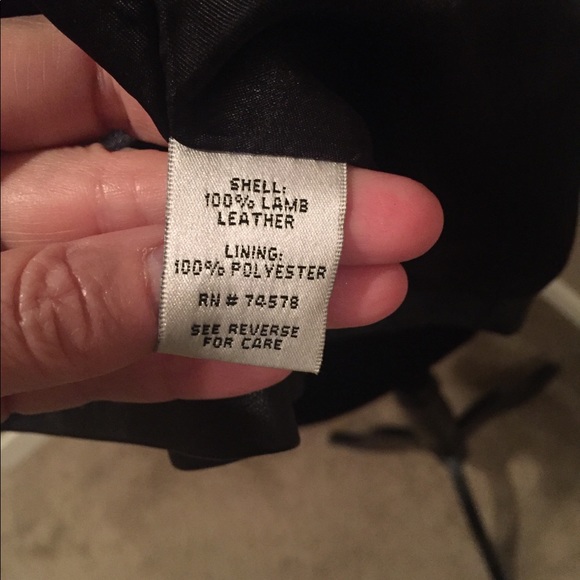 SHELL:
100% LAMB
LEATHER
LINING:
100% POLYESTER
RN # 74578
SEE REVERSE
FOR CARE